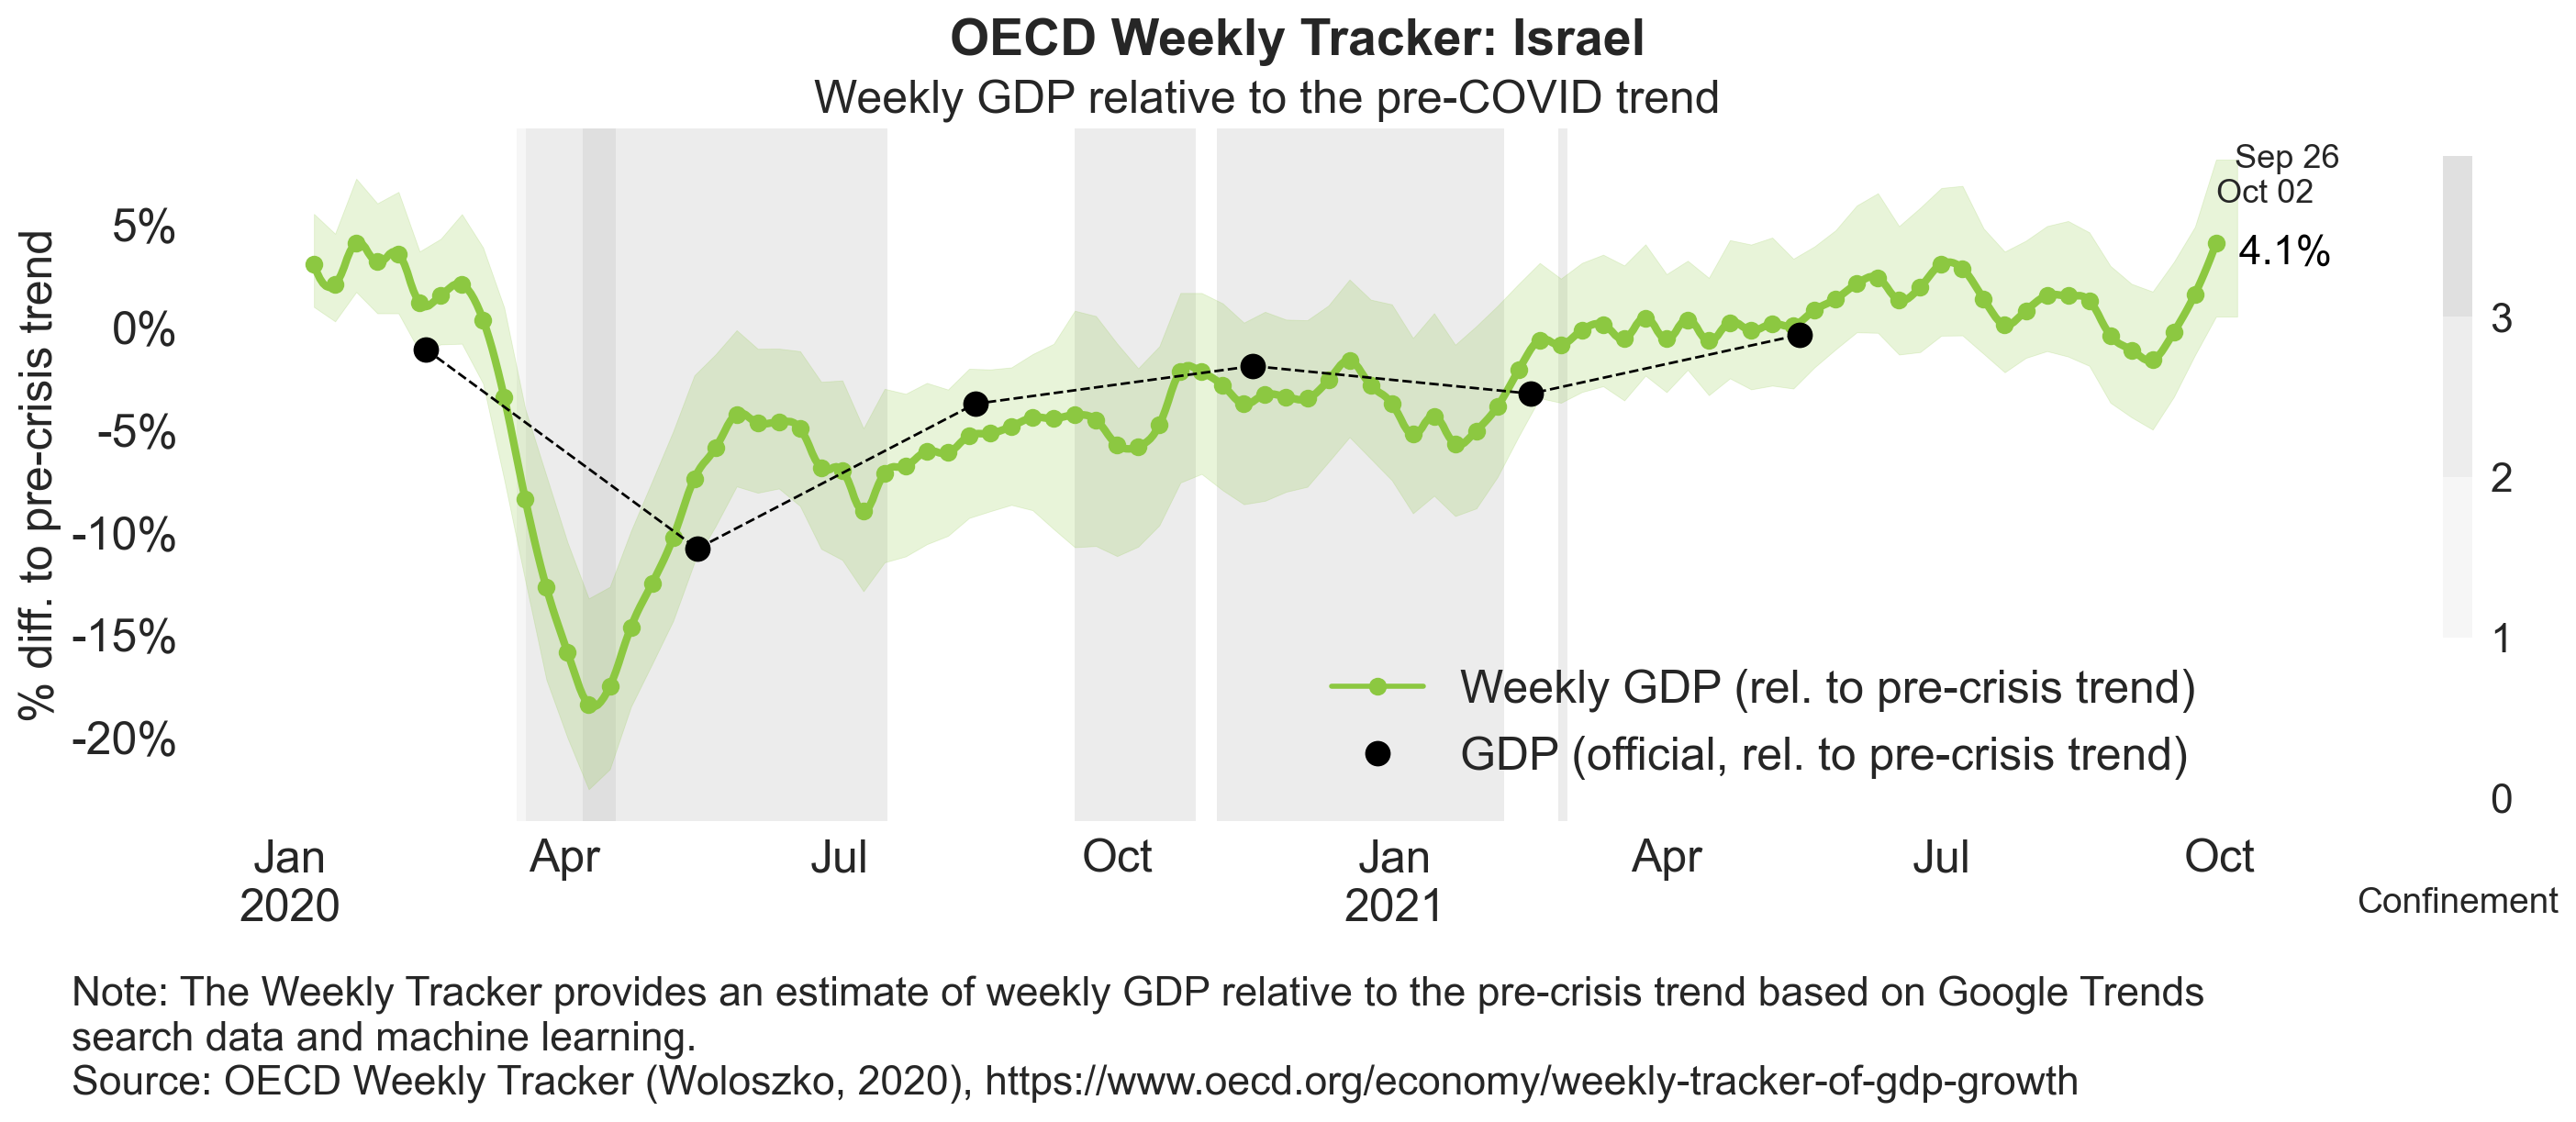 OECD Weekly Tracker: Israel
Weekly GDP relative to the pre-COVID trend
Sep 26
Oct 02
4.1%
% diff. to pre-crisis trend
5%
0%
-5%
-10%
-15%
-20%
3
2
1
0
Weekly GDP (rel. to pre-crisis trend)
GDP (official, rel. to pre-crisis trend)
Jan Apr Jul Oct Jan Apr Jul Oct
2020 2021
Confinement
Note: The Weekly Tracker provides an estimate of weekly GDP relative to the pre-crisis trend based on Google Trends
search data and machine learning.
Source: OECD Weekly Tracker (Woloszko, 2020), https://www.oecd.org/economy/weekly-tracker-of-gdp-growth